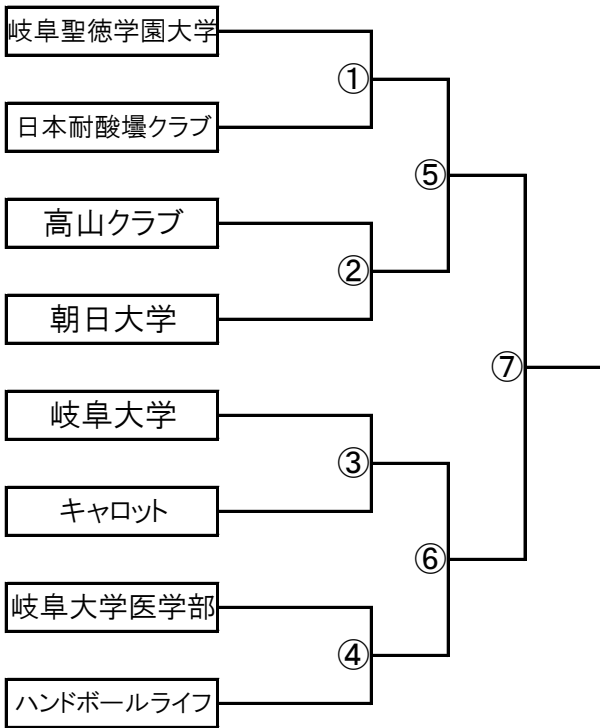 岐阜聖徳学園大学
①
日本耐酸壜クラブ
⑤
高山クラブ
②
朝日大学
⑦
岐阜大学
③
キャロット
⑥
岐阜大学医学部
④
ハンドボールライフ